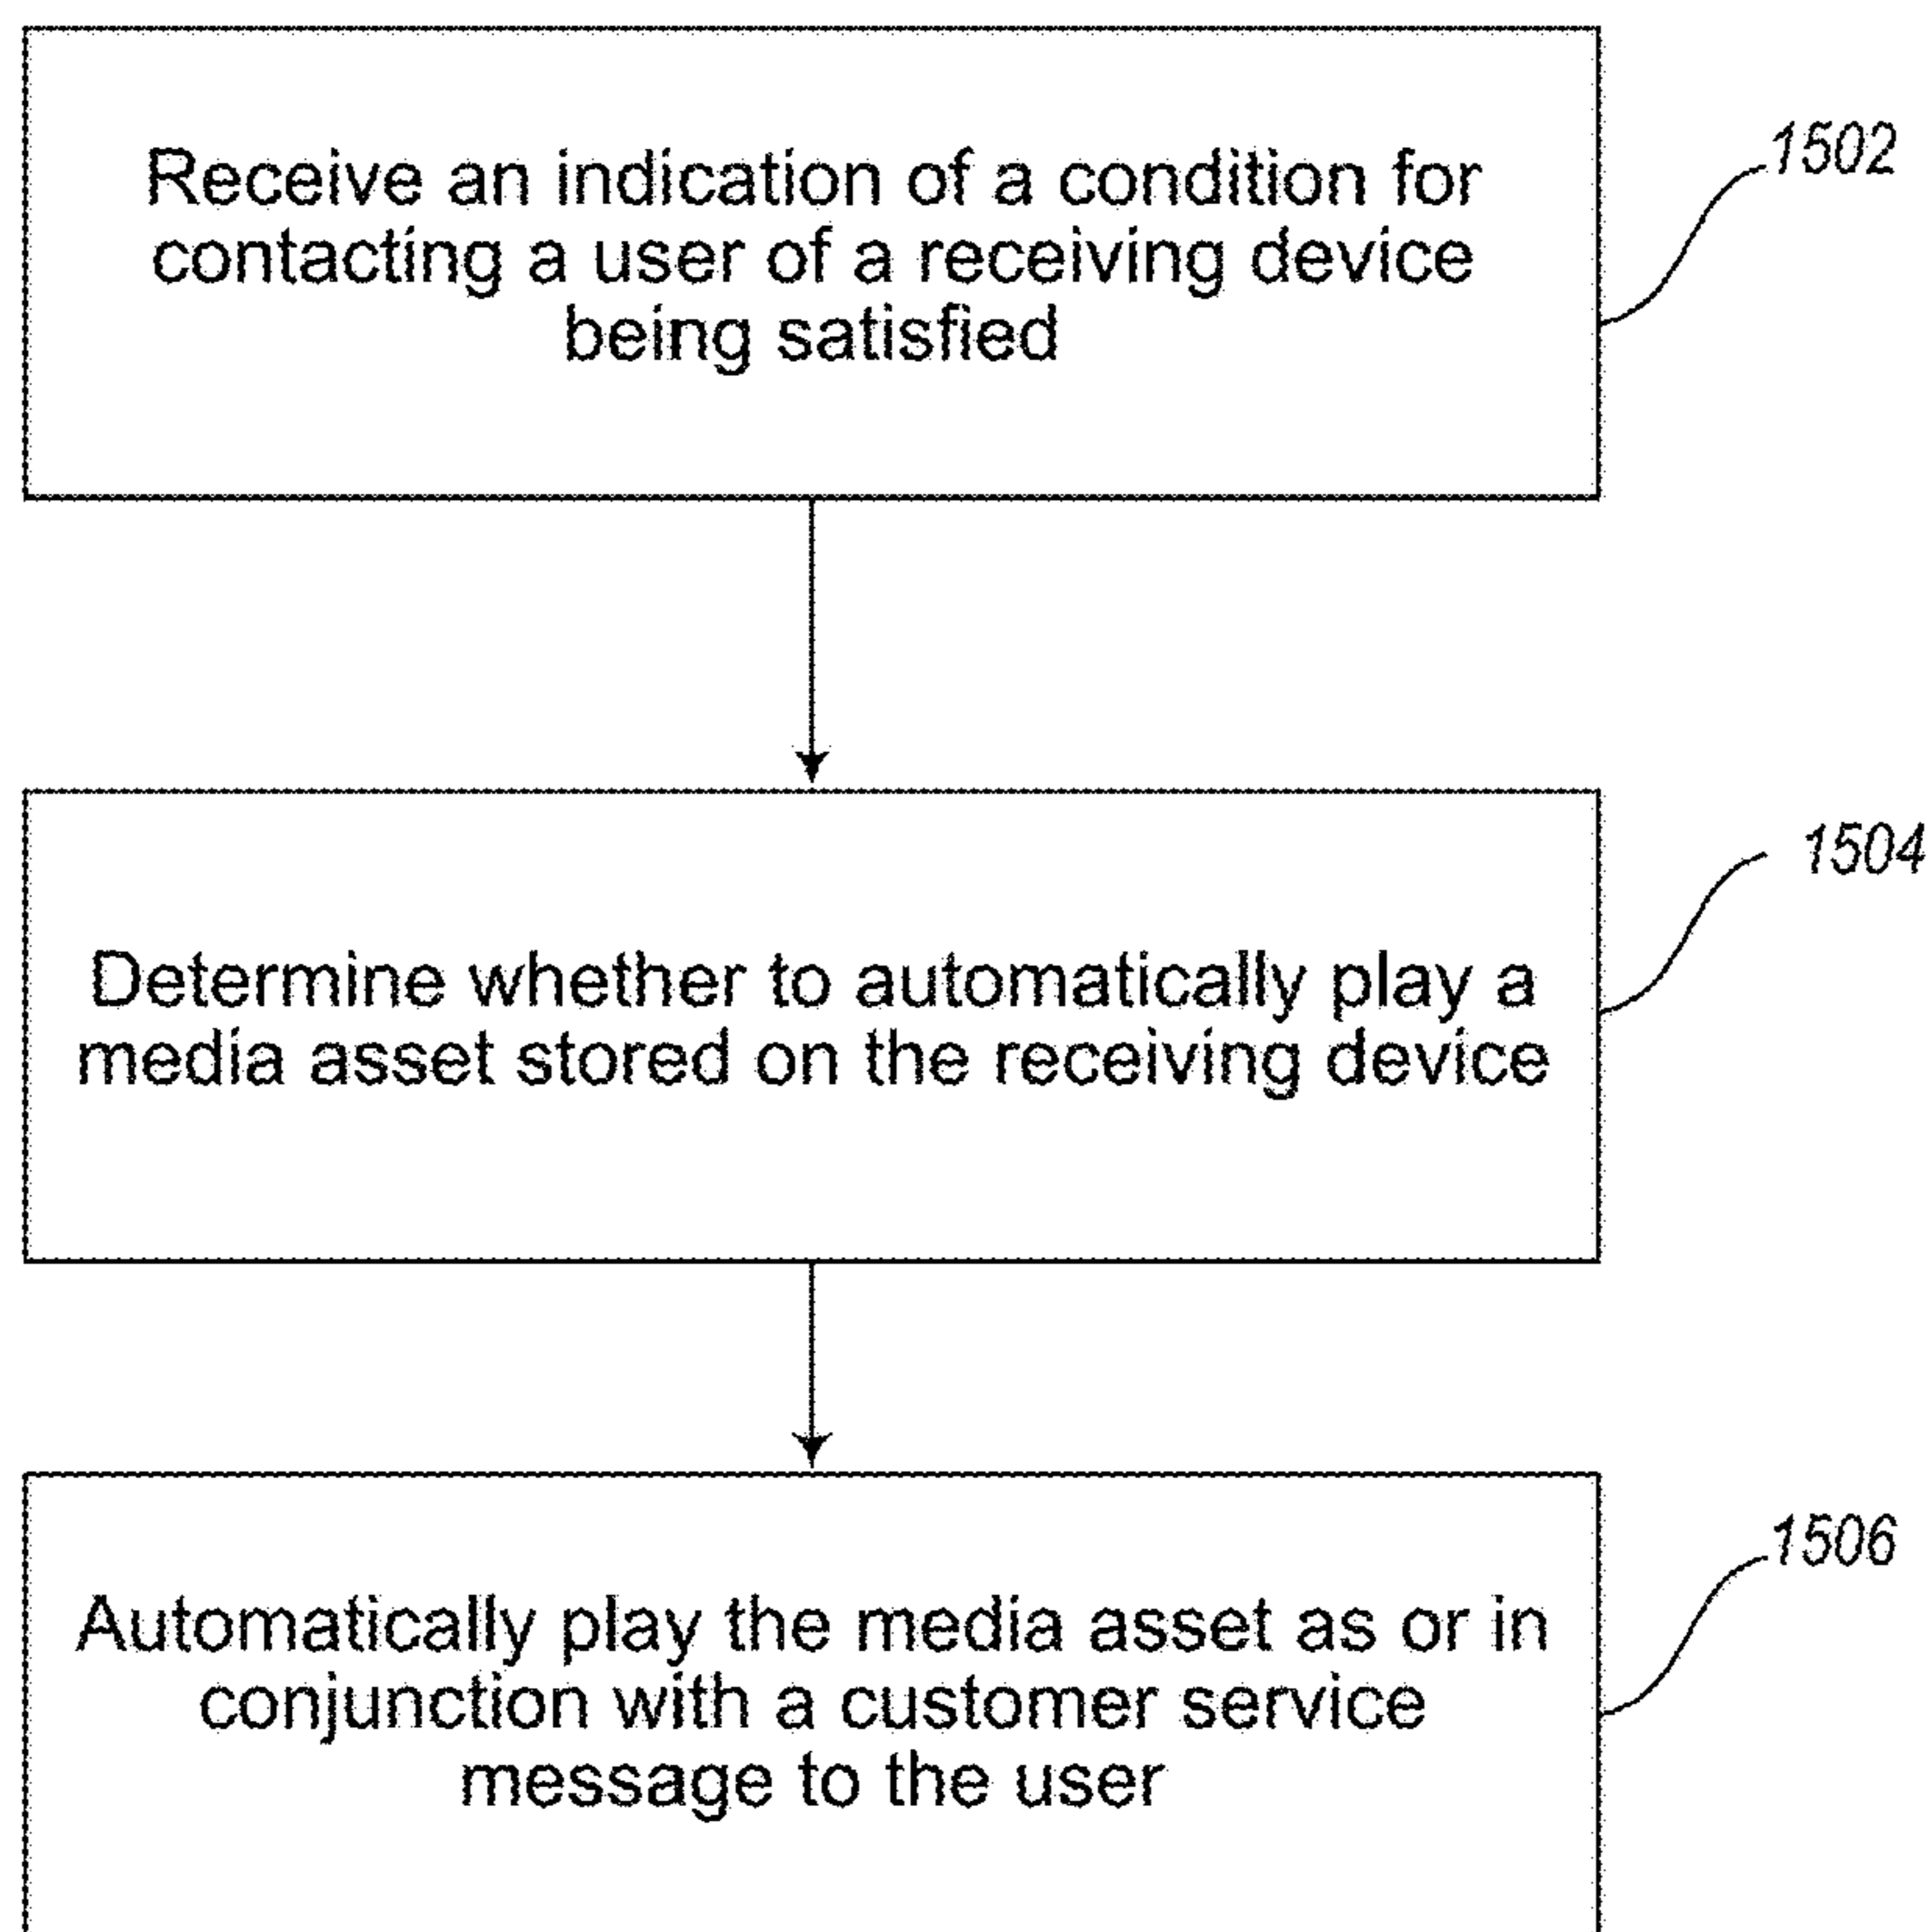 Receive an indication of a condition for
contacting a user of a receiving device
being satisfied
1502
Determine whether to automatically play a
media asset stored on the receiving device
1504
Automatically play the media asset as or in
conjunction with a customer service
message to the user
1506